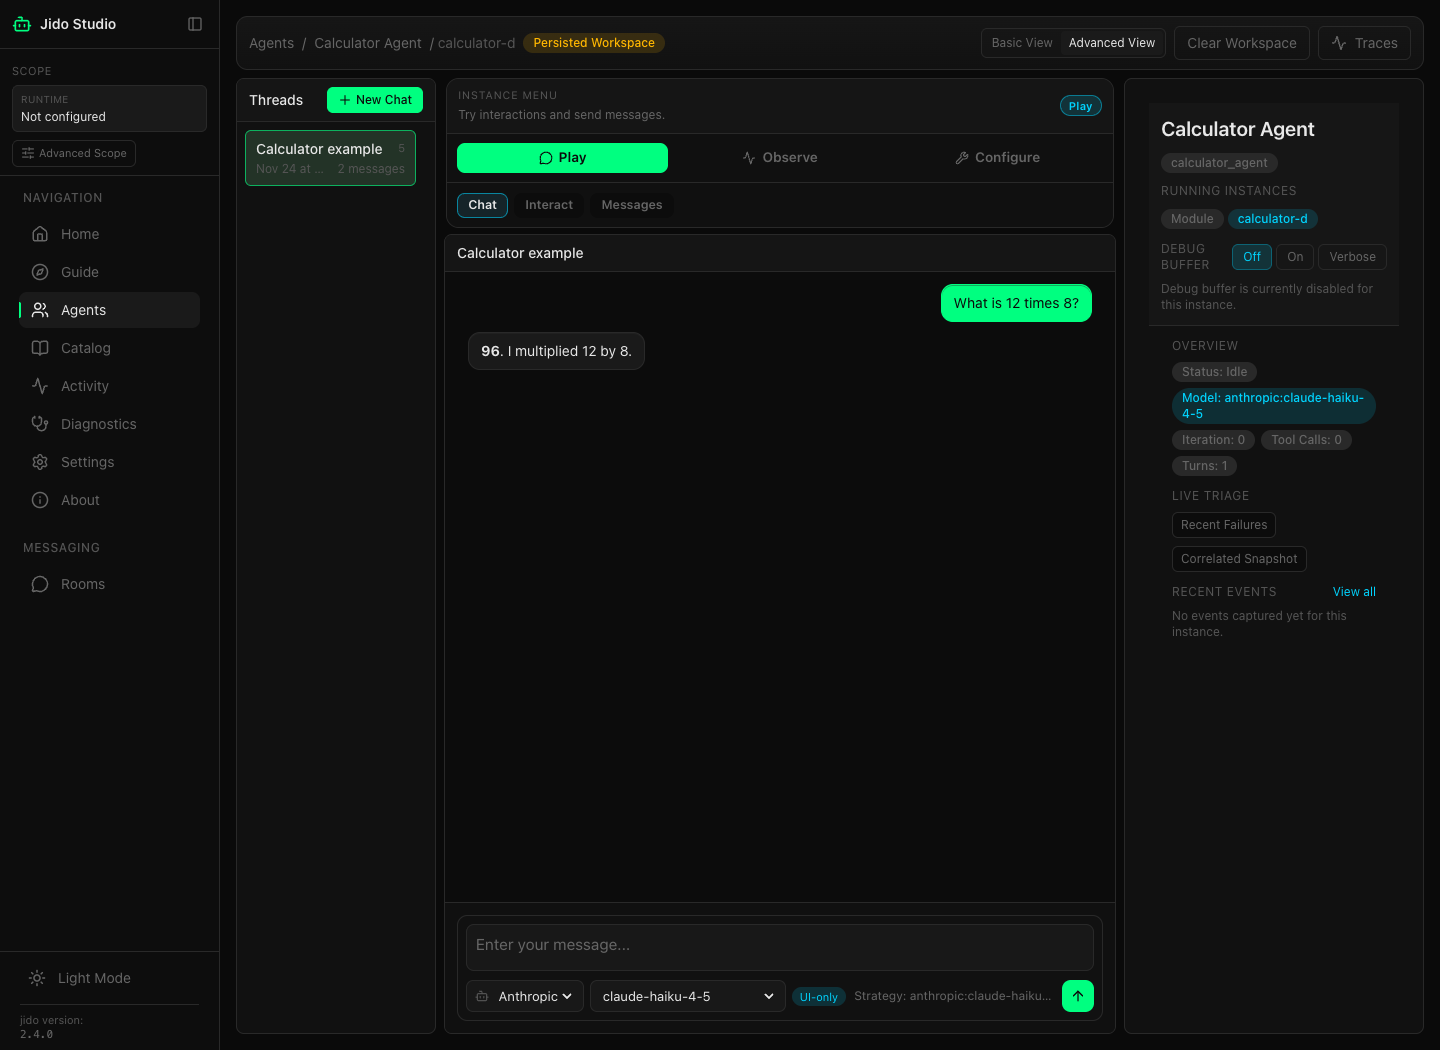 Jido Studio
SCOPE
RUNTIME
Not configured
Advanced Scope
NAVIGATION
Home
Guide
Agents
Catalog
Activity
Diagnostics
Settings
About
MESSAGING
Rooms
Light Mode
jido version:
2.4.0
Agents / Calculator Agent / calculator-d Persisted Workspace
Basic View Advanced View Clear Workspace Traces
Threads New Chat
Calculator example 5
Nov 24 at ... 2 messages
INSTANCE MENU
Try interactions and send messages.
Play
Play Observe Configure
Chat Interact Messages
Calculator example
What is 12 times 8?
96. I multiplied 12 by 8.
Enter your message...
Anthropic claude-haiku-4-5 UI-only Strategy: anthropic:claude-haiku...
Calculator Agent
calculator_agent
RUNNING INSTANCES
Module calculator-d
DEBUG
BUFFER
Off On Verbose
Debug buffer is currently disabled for
this instance.
OVERVIEW
Status: Idle
Model: anthropic:claude-haiku-
4-5
Iteration: 0 Tool Calls: 0
Turns: 1
LIVE TRIAGE
Recent Failures
Correlated Snapshot
RECENT EVENTS View all
No events captured yet for this
instance.